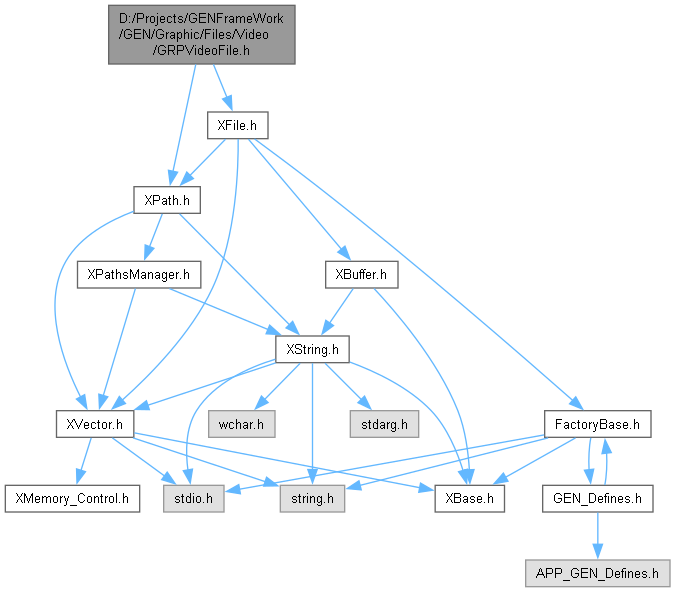 D:/Projects/GENFrameWork
/GEN/Graphic/Files/Video
/GRPVideoFile.h
XFile.h
XPath.h
XPathsManager.h
XBuffer.h
XString.h
XVector.h
wchar.h
stdarg.h
FactoryBase.h
XMemory_Control.h
stdio.h
string.h
XBase.h
GEN_Defines.h
APP_GEN_Defines.h